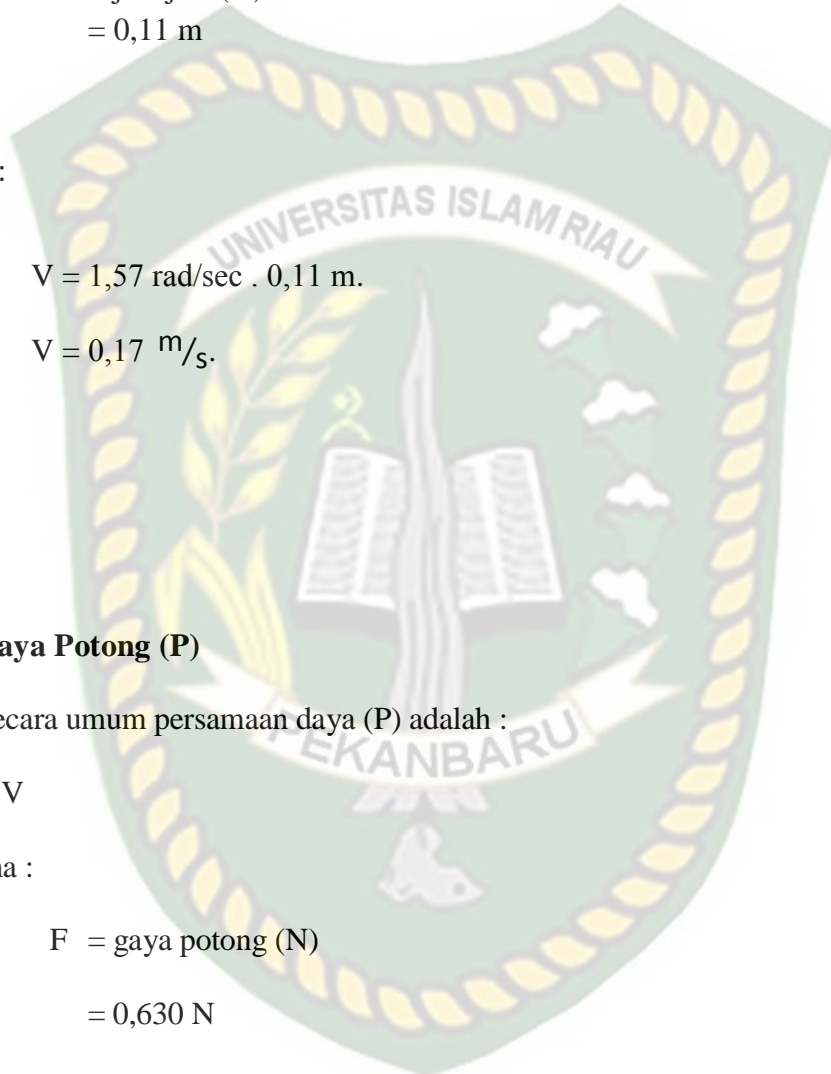 = 0,11 m
:
V = 1,57 rad/sec . 0,11 m.
V = 0,17 m/s.
UNIVERSITAS ISLAM RIAU
aya Potong (P)
ecara umum persamaan daya (P) adalah :
PEKANBARU
V
na :
F = gaya potong (N)
= 0,630 N